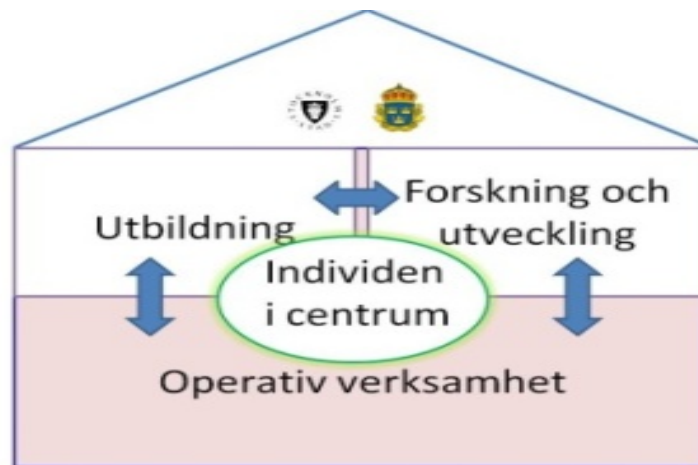 Utbildning
Forskning och
utveckling
Individen
i centrum
Operativ verksamhet